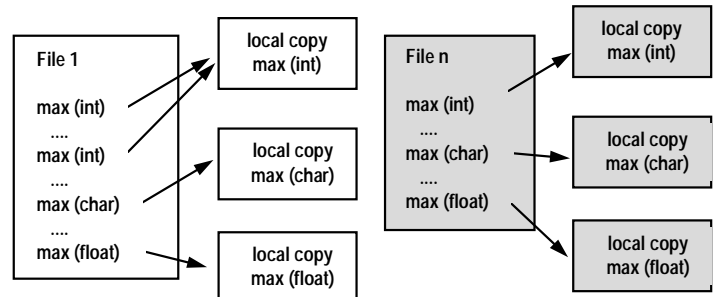 File 1
max (int)
....
max (int)
....
max (char)
....
max (float)
local copy
max (int)
local copy
max (char)
local copy
max (float)
File n
max (int)
....
max (char)
....
max (float)
local copy
max (int)
local copy
max (char)
local copy
max (float)